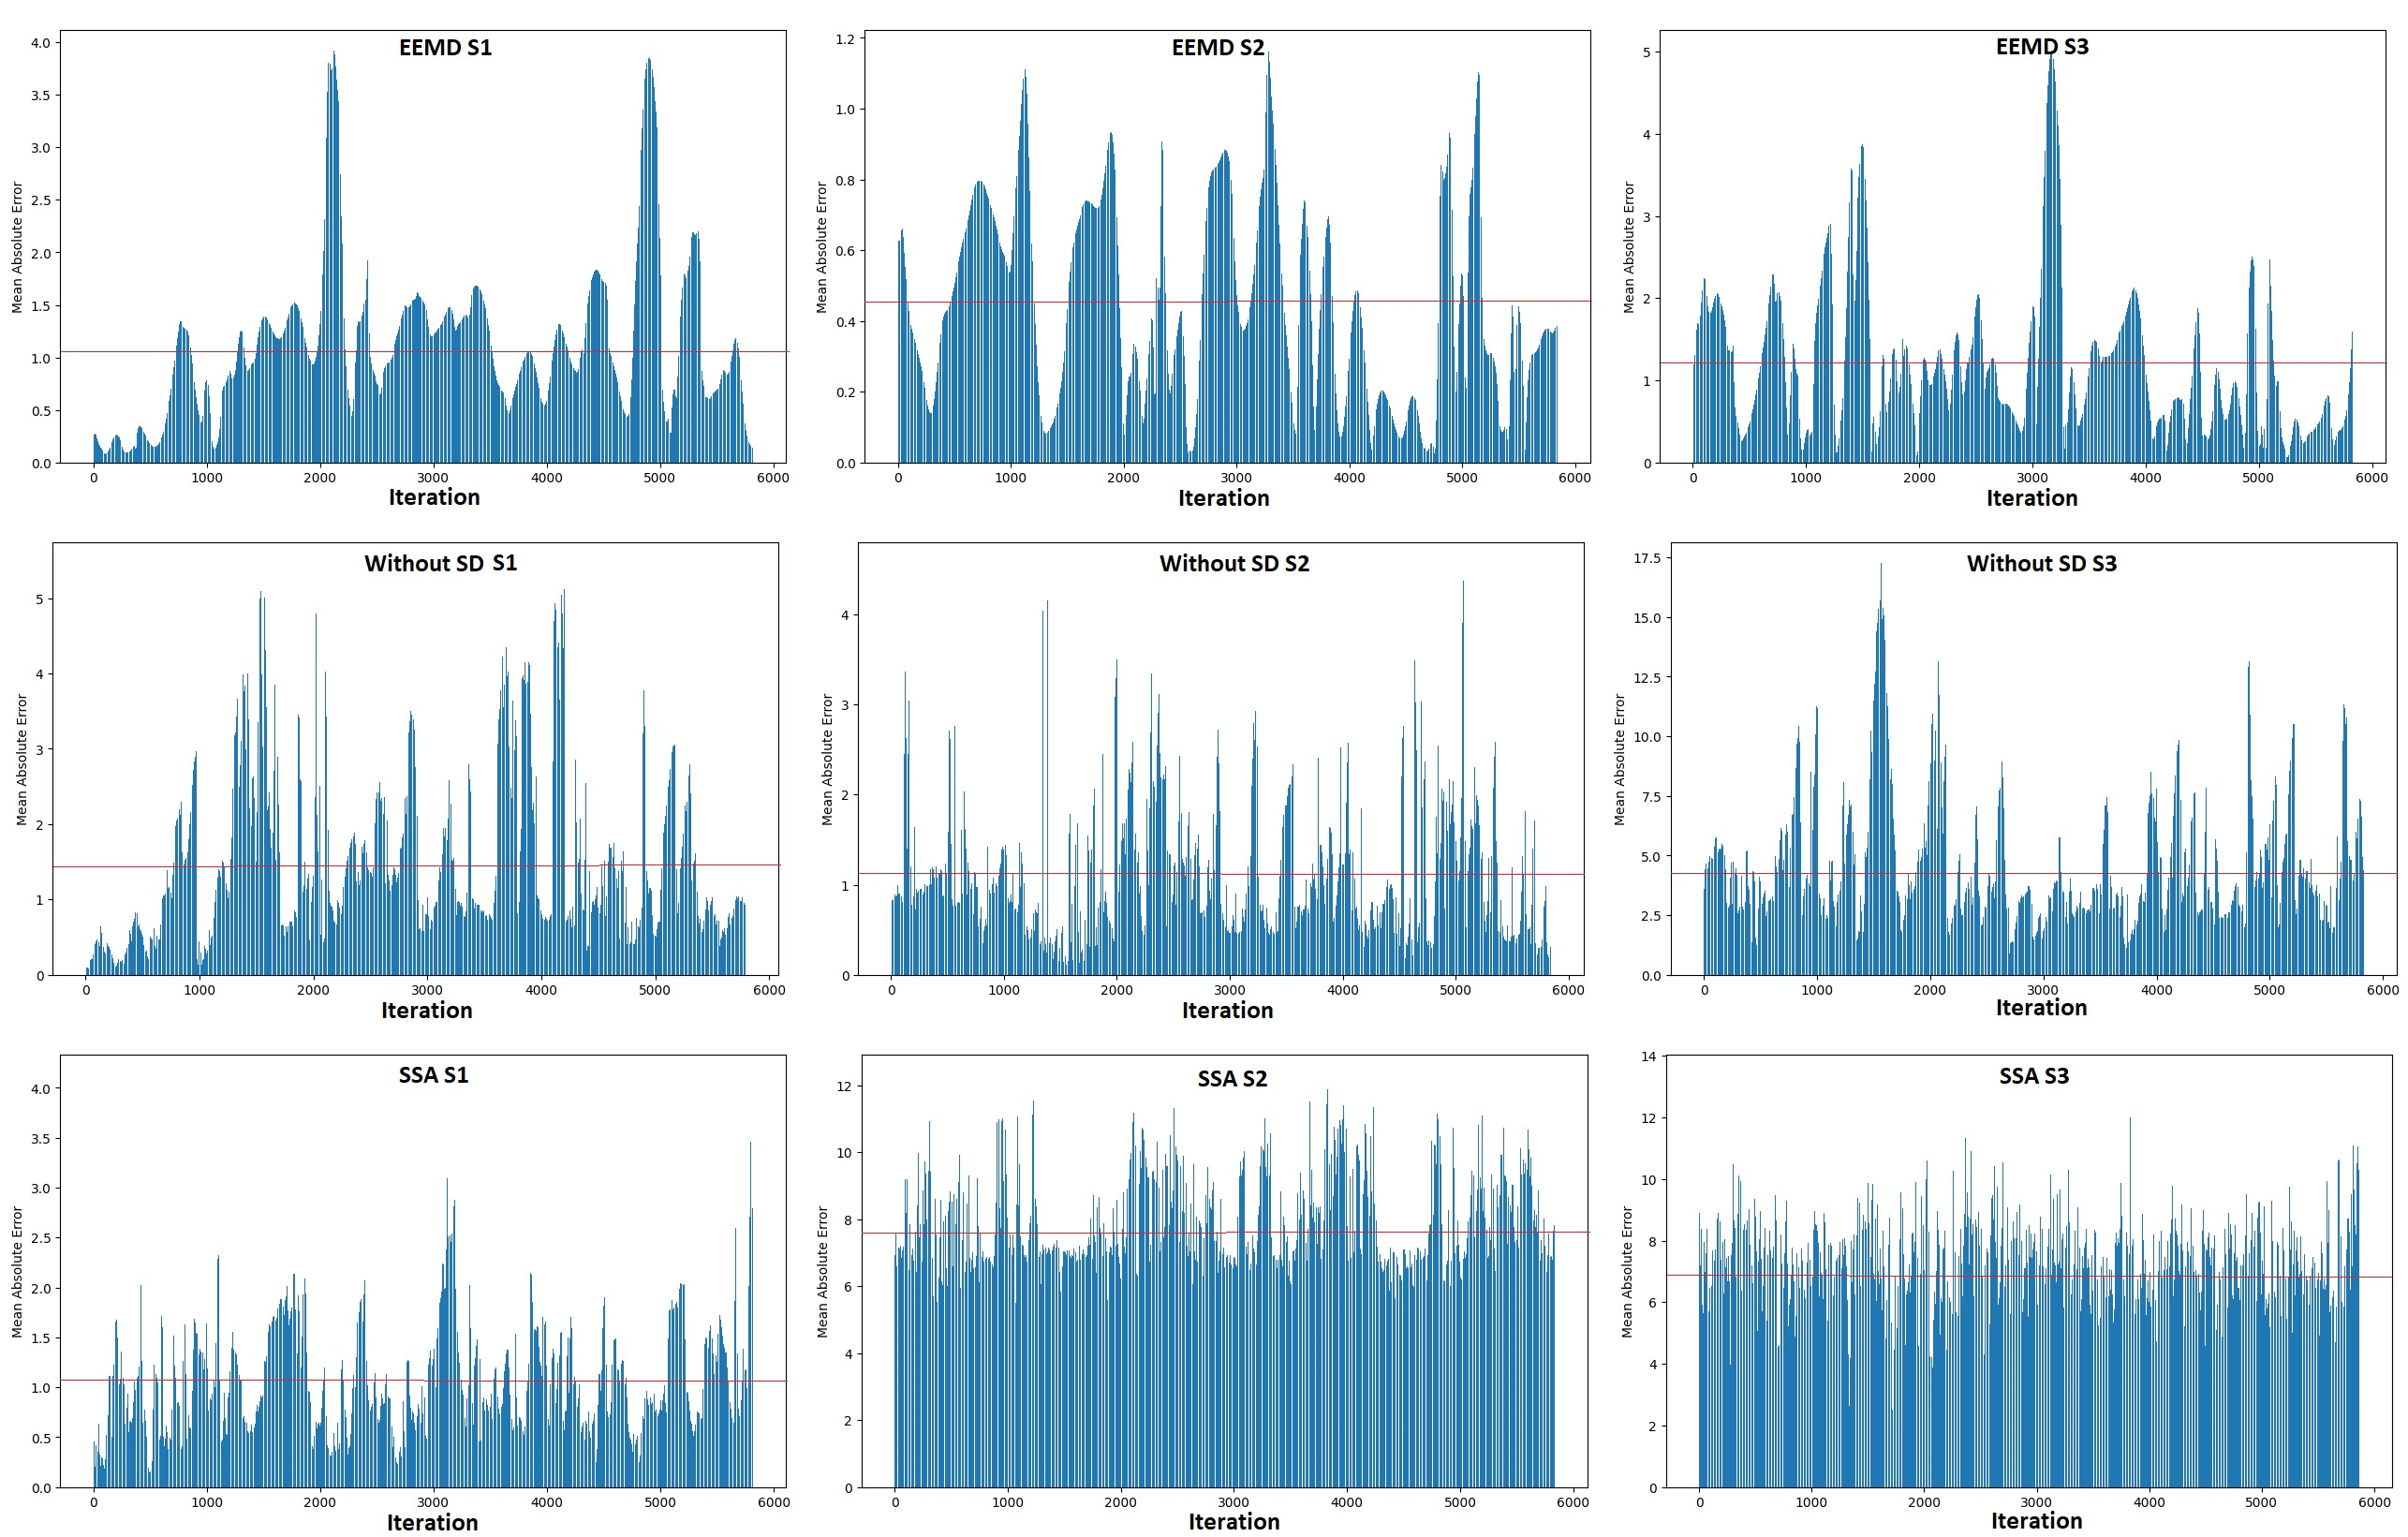 EEMD S1
4.0
3.5
3.0
2.5
2.0
1.5
1.0
0.5
0.0
Mean Absolute Error
0 1000 2000 3000 4000 5000 6000
Iteration
EEMD S2
1.2
1.0
0.8
0.6
0.4
0.2
0.0
Mean Absolute Error
0 1000 2000 3000 4000 5000 6000
Iteration
EEMD S3
5
4
3
2
1
0
Mean Absolute Error
0 1000 2000 3000 4000 5000 6000
Iteration
Without SD S1
5
4
3
2
1
0
Mean Absolute Error
0 1000 2000 3000 4000 5000 6000
Iteration
Without SD S2
4
3
2
1
0
Mean Absolute Error
0 1000 2000 3000 4000 5000 6000
Iteration
Without SD S3
17.5
15.0
12.5
10.0
7.5
5.0
2.5
0.0
Mean Absolute Error
0 1000 2000 3000 4000 5000 6000
Iteration
SSA S1
4.0
3.5
3.0
2.5
2.0
1.5
1.0
0.5
0.0
Mean Absolute Error
0 1000 2000 3000 4000 5000 6000
Iteration
SSA S2
12
10
8
6
4
2
0
Mean Absolute Error
0 1000 2000 3000 4000 5000 6000
Iteration
SSA S3
14
12
10
8
6
4
2
0
Mean Absolute Error
0 1000 2000 3000 4000 5000 6000
Iteration